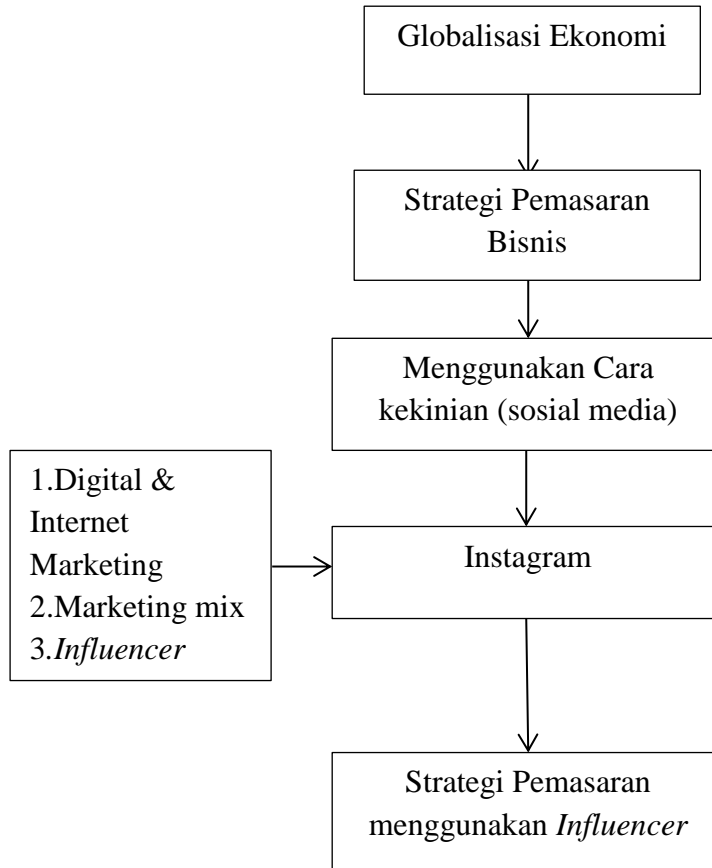 Globalisasi Ekonomi
Strategi Pemasaran
Bisnis
Menggunakan Cara
kekinian (sosial media)
1.Digital &
Internet
Marketing
2.Marketing mix
3.Influencer
Instagram
Strategi Pemasaran
menggunakan Influencer